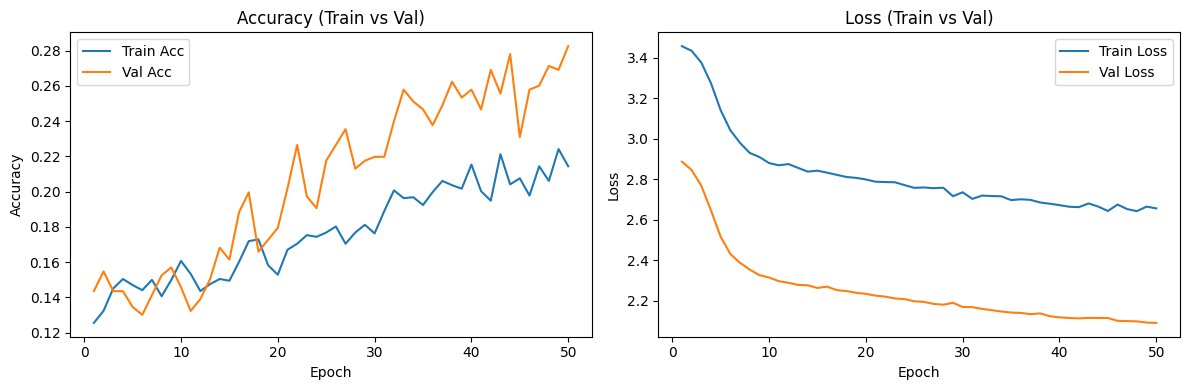 Accuracy (Train vs Val)
Train Acc
Val Acc
0.28
0.26
0.24
0.22
0.20
0.18
0.16
0.14
0.12
Accuracy
0 10 20 30 40 50
Epoch
Loss (Train vs Val)
Train Loss
Val Loss
3.4
3.2
3.0
2.8
2.6
2.4
2.2
Loss
0 10 20 30 40 50
Epoch